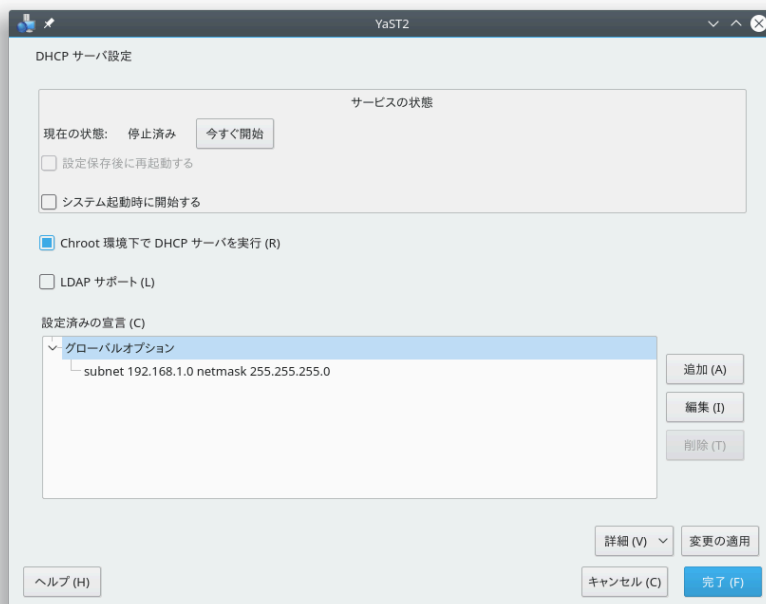 YaST2
DHCP サーバ設定
サービスの状態
現在の状態: 停止済み 今すぐ開始
設定保存後に再起動する
システム起動時に開始する
Chroot 環境下で DHCP サーバを実行 (R)
LDAP サポート (L)
設定済みの宣言 (C)
グローバルオプション
subnet 192.168.1.0 netmask 255.255.255.0
追加 (A)
編集 (I)
削除 (T)
詳細 (V) 変更の適用
ヘルプ (H) キャンセル (C) 完了 (F)